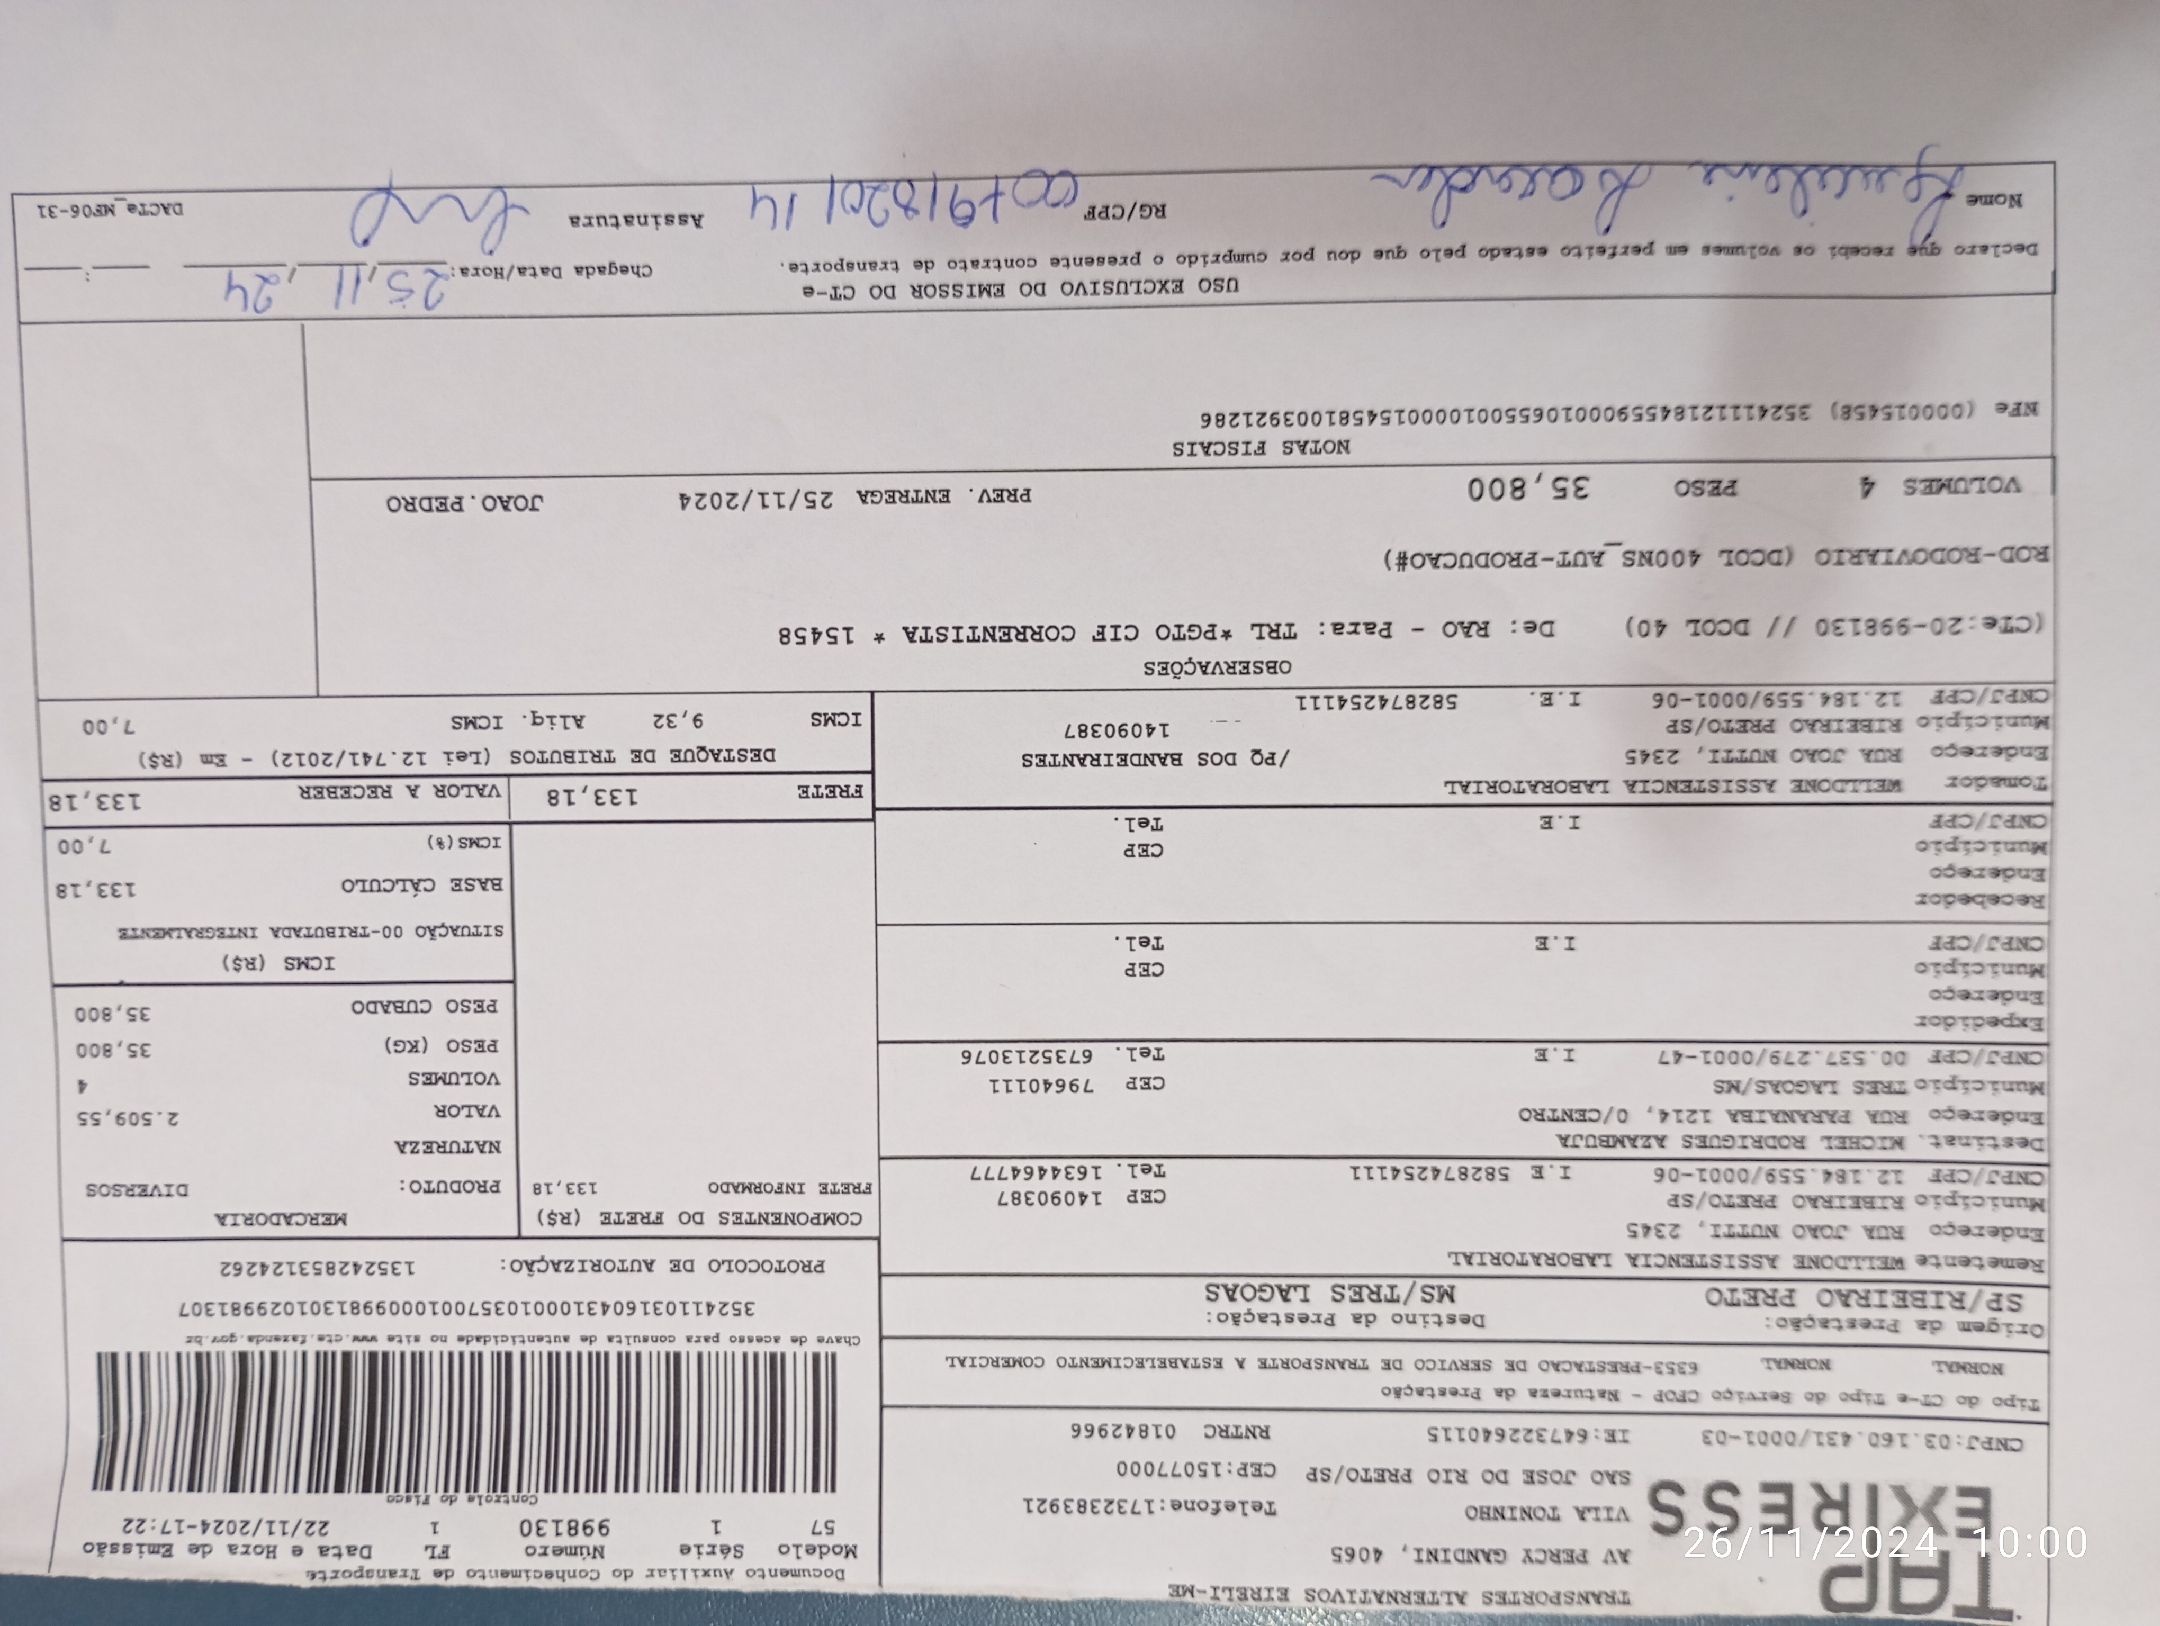 TAP
EXIRESS
TRANSPORTES ALTERNATIVOS EIRELI-ME
AV PERCY GANDINI, 4065
VILA TONINHO Telefone:1732383921
SAO JOSE DO RIO PRETO/SP CEP:15077000
CNPJ:03.160.431/0001-03 IE:647322640115 RNTRC 01842966
Documento Auxiliar do Conhecimento de Transporte
Modelo Série Número FL Data e Hora de Emissão
57 1 998130 1 22/11/2024-17:22
Controle do Fisco
Chave de acesso para consulta de autenticidade no site www.cte.fazenda.gov.br
35241103160431000103570010009981301029981307
PROTOCOLO DE AUTORIZAÇÃO: 135242853124262
Tipo do CT-e Tipo do Serviço CFOP - Natureza da Prestação
NORMAL NORMAL 6353-PRESTACAO DE SERVICO DE TRANSPORTE A ESTABELECIMENTO COMERCIAL
Origem da Prestação: Destino da Prestação:
SP/RIBEIRAO PRETO MS/TRES LAGOAS
Remetente WELLDONE ASSISTENCIA LABORATORIAL
Endereço RUA JOAO NUTTI, 2345
Município RIBEIRAO PRETO/SP CEP 14090387
CNPJ/CPF 12.184.559/0001-06 I.E 582874254111 Tel. 1634464777
Destinat. MICHEL RODRIGUES AZAMBUJA
Endereço RUA PARANAIBA 1214, 0/CENTRO
Município TRES LAGOAS/MS CEP 79640111
CNPJ/CPF 00.537.279/0001-47 I.E Tel. 6735213076
Expedidor
Endereço
Município CEP
CNPJ/CPF I.E Tel.
Recebedor
Endereço
Município CEP
CNPJ/CPF I.E Tel.
Tomador WELLDONE ASSISTENCIA LABORATORIAL
Endereço RUA JOAO NUTTI, 2345 /PQ DOS BANDEIRANTES
Município RIBEIRAO PRETO/SP 14090387
CNPJ/CPF 12.184.559/0001-06 I.E. 582874254111
COMPONENTES DO FRETE (R$)
FRETE INFORMADO 133,18
MERCADORIA
PRODUTO: DIVERSOS
NATUREZA
VALOR 2.509,55
VOLUMES 4
PESO (KG) 35,800
PESO CUBADO 35,800
ICMS (R$)
SITUAÇÃO 00-TRIBUTADA INTEGRALMENTE
BASE CÁLCULO 133,18
ICMS(%) 7,00
FRETE 133,18 VALOR A RECEBER 133,18
DESTAQUE DE TRIBUTOS (Lei 12.741/2012) - Em (R$)
ICMS 9,32 Aliq. ICMS 7,00
OBSERVAÇÕES
(CTe:20-998130 // DCOL 40) De: RAO - Para: TRL *PGTO CIF CORRENTISTA * 15458
ROD-RODOVIARIO (DCOL 400NS_AUT-PRODUCAO#)
VOLUMES 4 PESO 35,800 PREV. ENTREGA 25/11/2024 JOAO.PEDRO
NOTAS FISCAIS
NFe (00015458) 35241112184559000106550010000154581003921286
USO EXCLUSIVO DO EMISSOR DO CT-e
Declaro que recebi os volumes em perfeito estado pelo que dou por cumprido o presente contrato de transporte.
Chegada Data/Hora: 25, 11, 24 :
Nome RG/CPF Assinatura
DACTe_MF06-31
26/11/2024 10:00